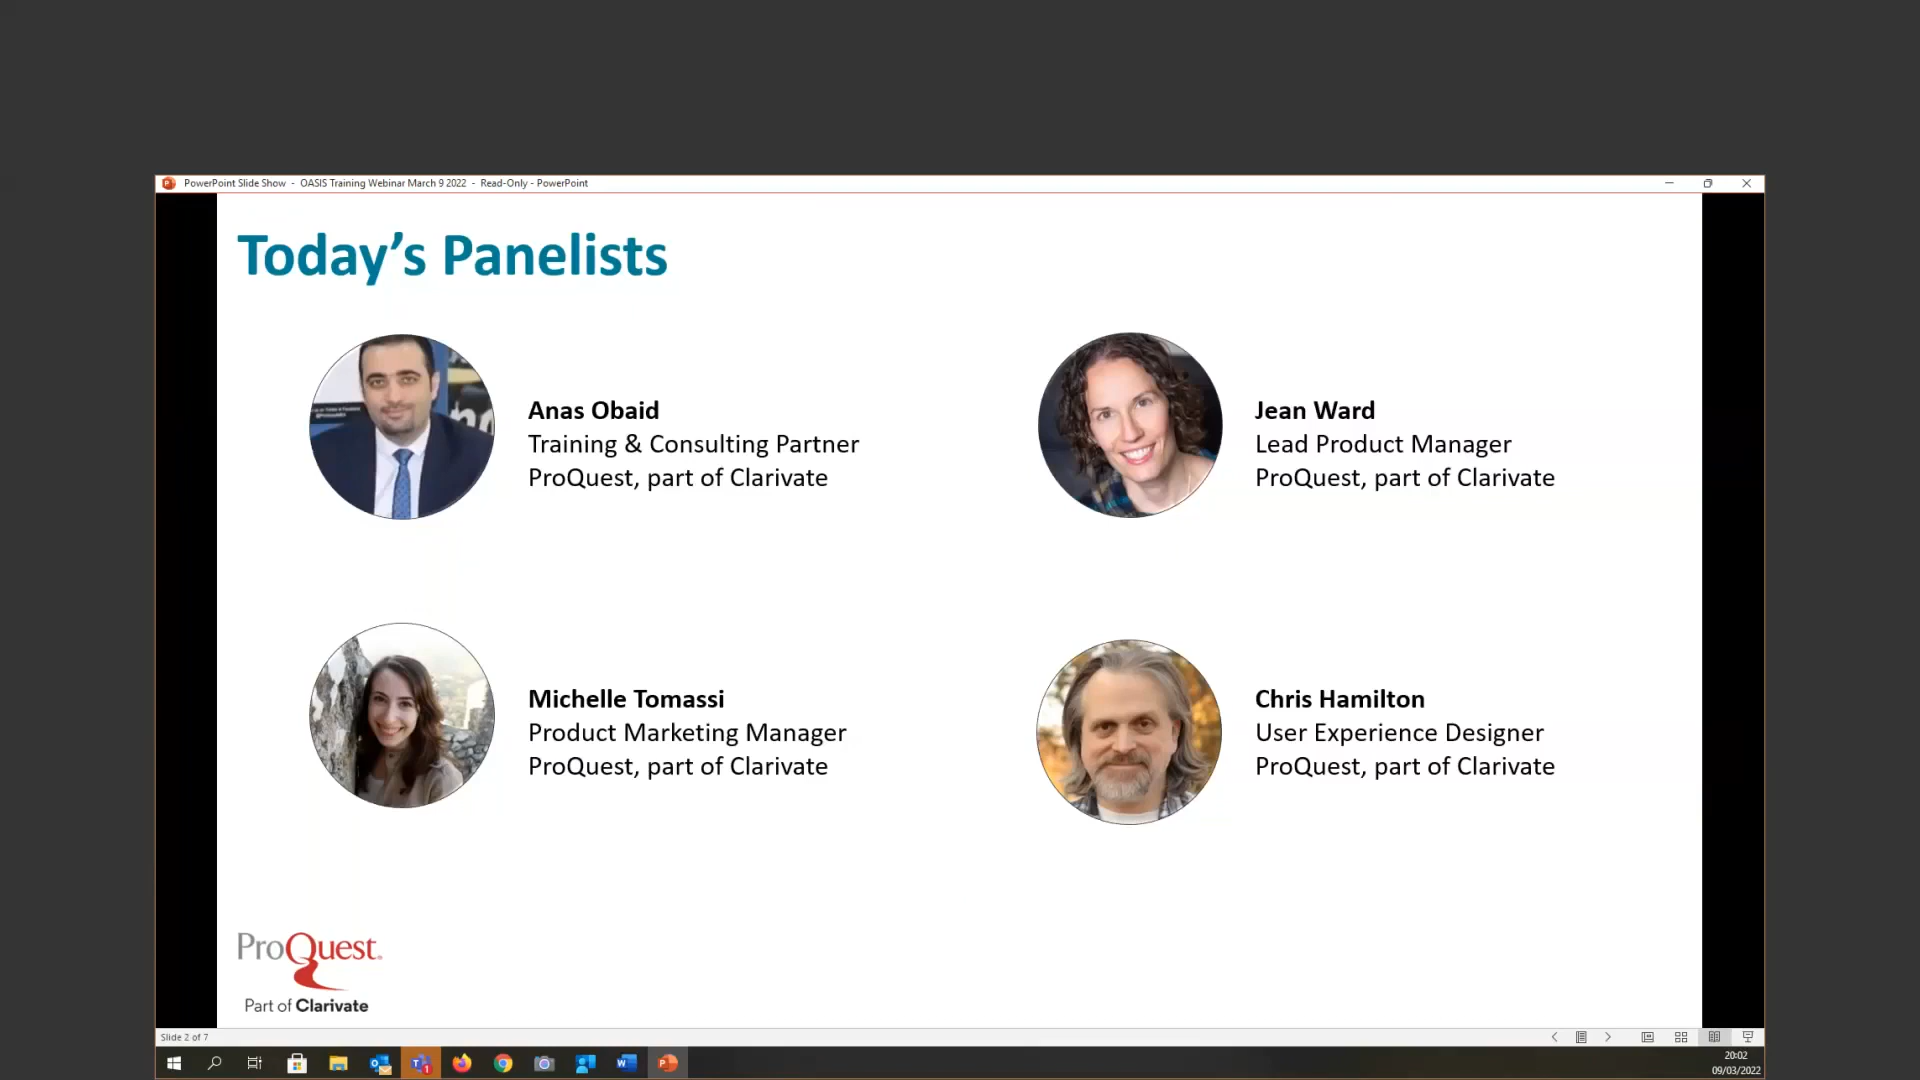 PowerPoint Slide Show - OASIS Training Webinar March 9 2022 - Read-Only - PowerPoint
Today's Panelists
Anas Obaid
Training & Consulting Partner
ProQuest, part of Clarivate
Jean Ward
Lead Product Manager
ProQuest, part of Clarivate
Michelle Tomassi
Product Marketing Manager
ProQuest, part of Clarivate
Chris Hamilton
User Experience Designer
ProQuest, part of Clarivate
ProQuest
Part of Clarivate
Slide 2 of 7
20:02
09/03/2022